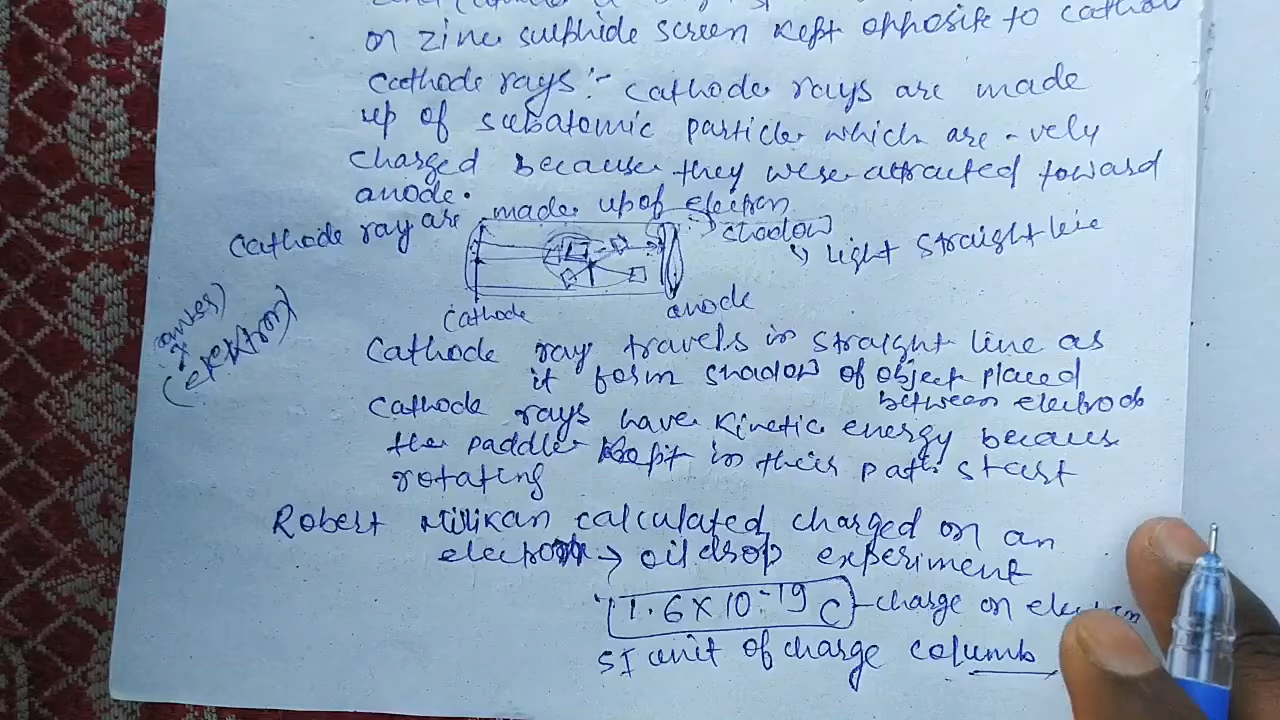 on zinc sulphide screen kept opposite to cathod
cathode rays :- cathode rays are made
up of subatomic particle which are -vely
charged because they were attracted toward
anode.
cathode ray are made up of electron
shadow
light straight line
cathode
anode
(elektron)
cathode ray travels in straight line as
it form shadow of object placed
between electrods
cathode rays have kinetic energy because
the paddle kept in their path start
rotating
Robert Milikan calculated charged on an
electron → oil drop experiment
1.6 x 10-19 C - charge on electron
SI unit of charge columb